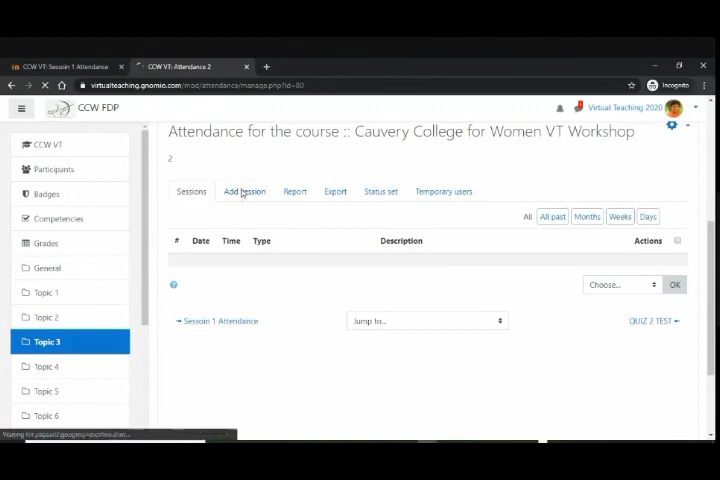 CCW VT: Sessoin 1 Attendance
CCW VT: Attendance 2
virtualteaching.gnomio.com/mod/attendance/manage.php?id=80
Incognito
CCW FDP
Virtual Teaching 2020
Attendance for the course :: Cauvery College for Women VT Workshop
2
CCW VT
Participants
Badges
Competencies
Grades
General
Topic 1
Topic 2
Topic 3
Topic 4
Topic 5
Topic 6
Sessions Add session Report Export Status set Temporary users
All All past Months Weeks Days
# Date Time Type Description Actions
Choose... OK
Sessoin 1 Attendance Jump to... QUIZ 2 TEST
Waiting for